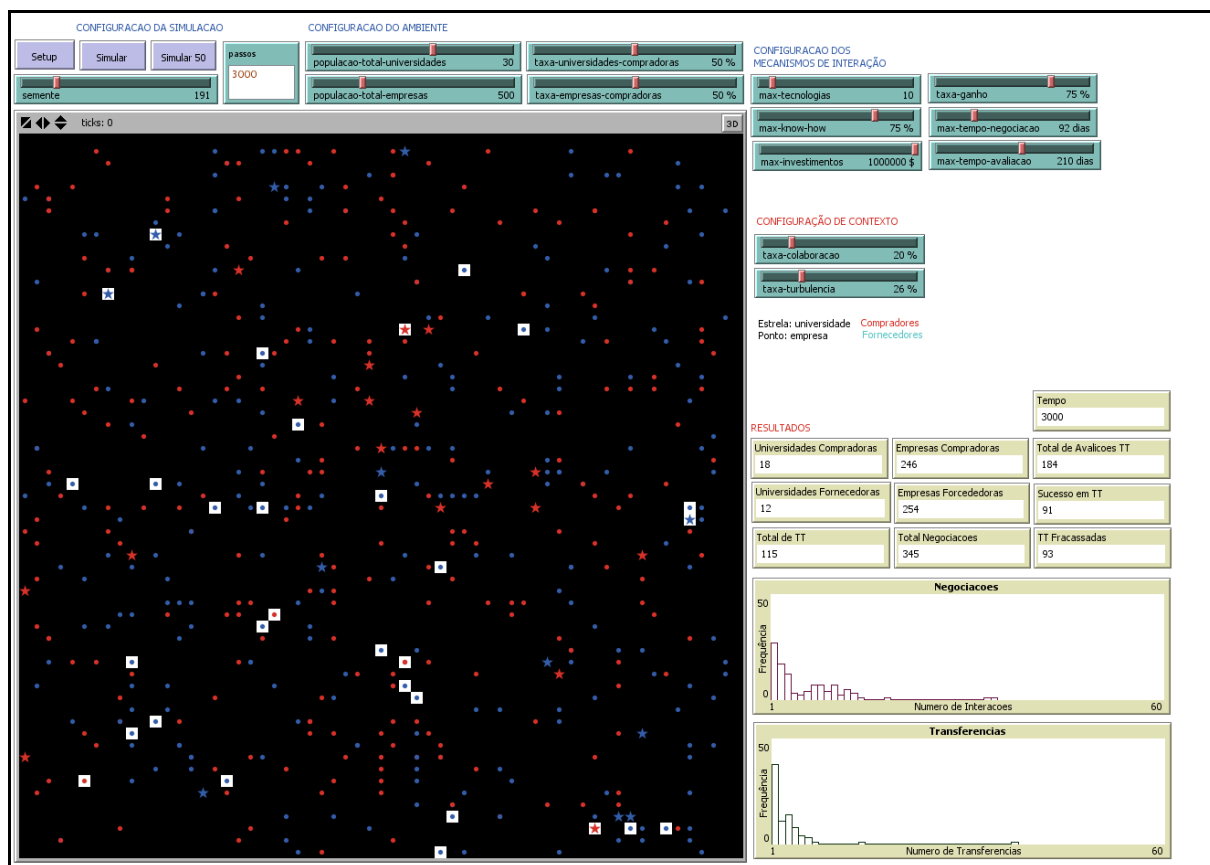 CONFIGURACAO DA SIMULACAO
Setup
Simular
Simular 50
passos
3000
semente 191
CONFIGURACAO DO AMBIENTE
populacao-total-universidades 30
taxa-universidades-compradoras 50 %
populacao-total-empresas 500
taxa-empresas-compradoras 50 %
CONFIGURACAO DOS
MECANISMOS DE INTERAÇÃO
max-tecnologias 10
taxa-ganho 75 %
max-know-how 75 %
max-tempo-negociacao 92 dias
max-investimentos 1000000 $
max-tempo-avaliacao 210 dias
ticks: 0
3D
CONFIGURAÇÃO DE CONTEXTO
taxa-colaboracao 20 %
taxa-turbulencia 26 %
Estrela: universidade Compradores
Ponto: empresa Fornecedores
Tempo
3000
RESULTADOS
Universidades Compradoras
18
Empresas Compradoras
246
Total de Avalicoes TT
184
Universidades Fornecedoras
12
Empresas Forcededoras
254
Sucesso em TT
91
Total de TT
115
Total Negociacoes
345
TT Fracassadas
93
Negociacoes
50
Frequência
0
1
Numero de Interacoes
60
Transferencias
50
Frequência
0
1
Numero de Transferencias
60